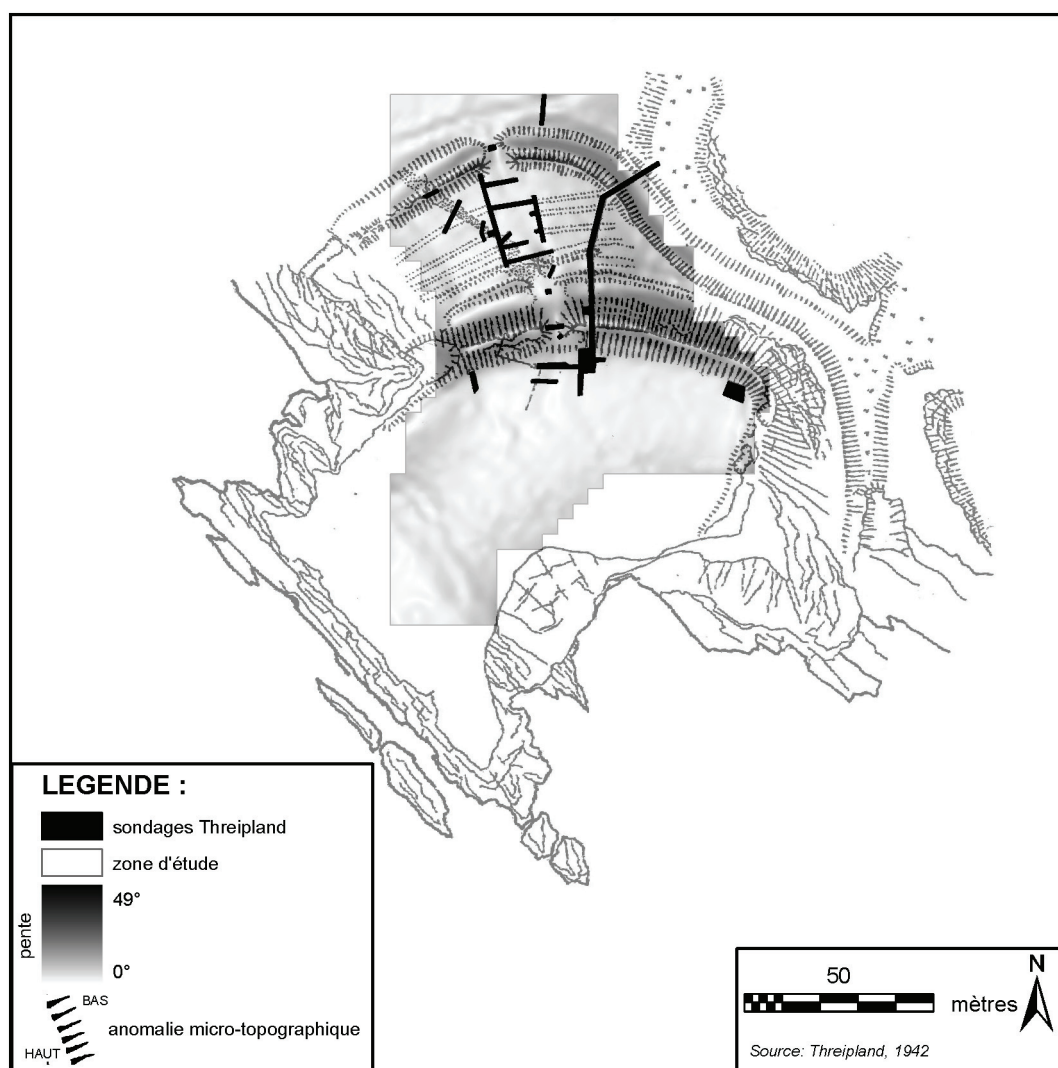 LEGENDE :
sondages Threipland
zone d'étude
pente
49°
0°
BAS
HAUT
anomalie micro-topographique
50
mètres
N
Source: Threipland, 1942